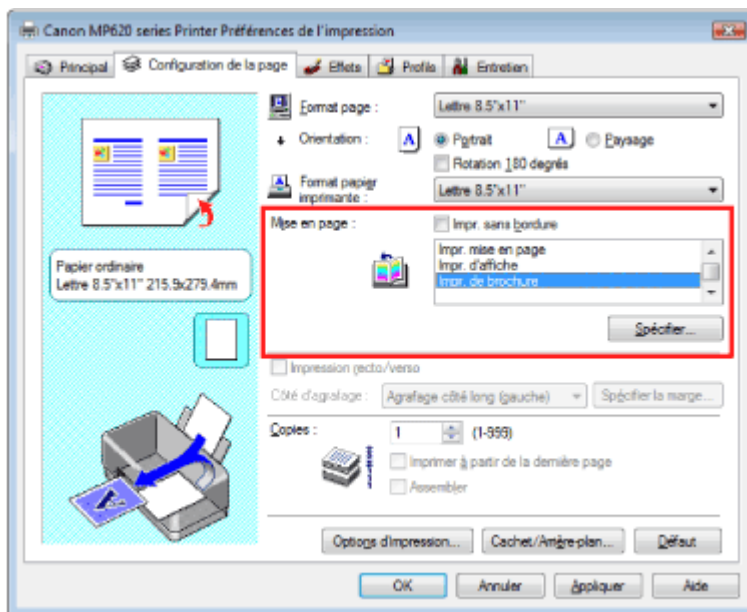 Canon MP620 series Printer Préférences de l'impression
Principal Configuration de la page Effets Profils Entretien
Format page : Lettre 8.5"x11"
Orientation : A Portrait A Paysage
Rotation 180 degrés
Format papier imprimante : Lettre 8.5"x11"
Mise en page : Impr. sans bordure
Impr. mise en page
Impr. d'affiche
Impr. de brochure
Spécifier...
Papier ordinaire
Lettre 8.5"x11" 215.9x279.4mm
Impression recto/verso
Côté d'agrafage : Agrafage côté long (gauche) Spécifier la marge...
Copies : 1 (1-999)
Imprimer à partir de la dernière page
Assembler
Options d'impression... Cachet/Arrière-plan... Défaut
OK Annuler Appliquer Aide